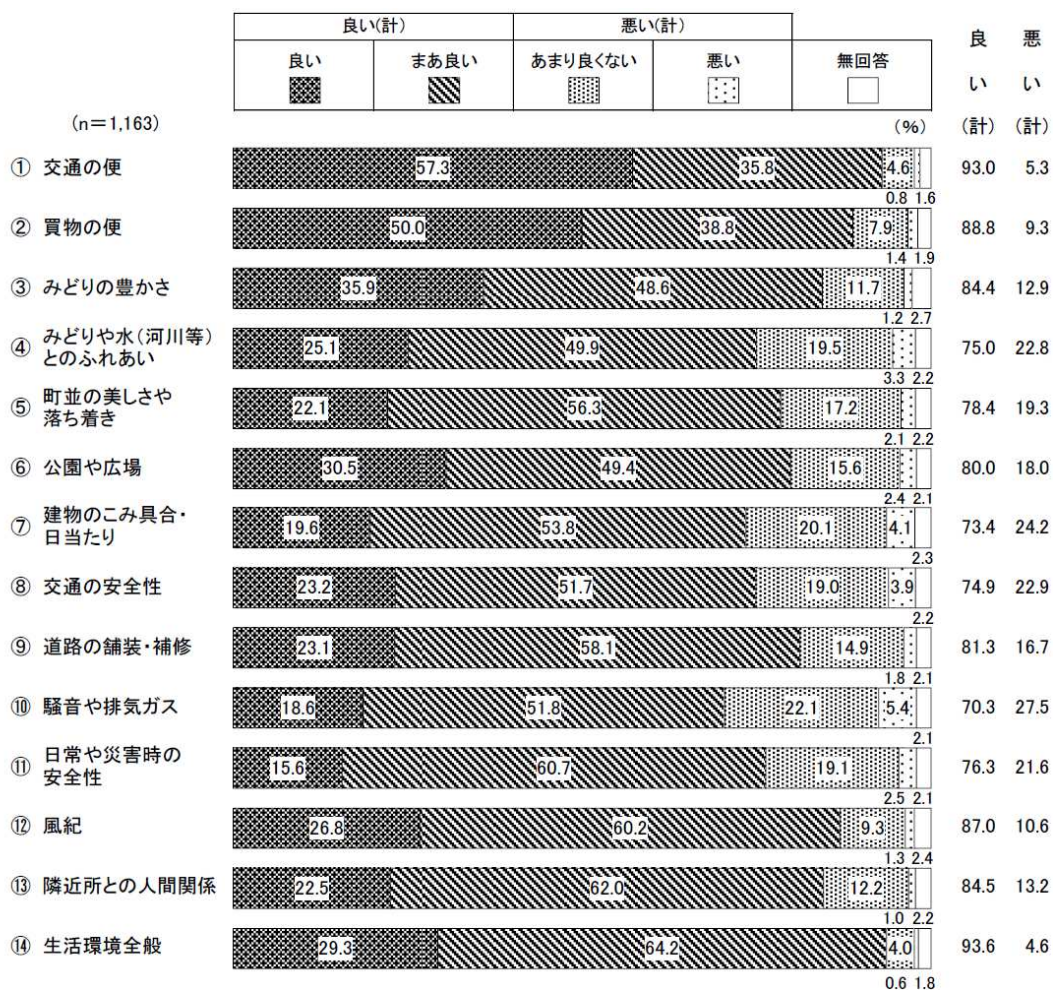 良い(計) 悪い(計)
良い まあ良い あまり良くない 悪い 無回答
良い(計) 悪い(計)
(n＝1,163) (%)
① 交通の便 57.3 35.8 4.6 93.0 5.3
0.8 1.6
② 買物の便 50.0 38.8 7.9 88.8 9.3
1.4 1.9
③ みどりの豊かさ 35.9 48.6 11.7 84.4 12.9
1.2 2.7
④ みどりや水(河川等)
とのふれあい 25.1 49.9 19.5 75.0 22.8
3.3 2.2
⑤ 町並の美しさや
落ち着き 22.1 56.3 17.2 78.4 19.3
2.1 2.2
⑥ 公園や広場 30.5 49.4 15.6 80.0 18.0
2.4 2.1
⑦ 建物のこみ具合・
日当たり 19.6 53.8 20.1 4.1 73.4 24.2
2.3
⑧ 交通の安全性 23.2 51.7 19.0 3.9 74.9 22.9
2.2
⑨ 道路の舗装・補修 23.1 58.1 14.9 81.3 16.7
1.8 2.1
⑩ 騒音や排気ガス 18.6 51.8 22.1 5.4 70.3 27.5
2.1
⑪ 日常や災害時の
安全性 15.6 60.7 19.1 76.3 21.6
2.5 2.1
⑫ 風紀 26.8 60.2 9.3 87.0 10.6
1.3 2.4
⑬ 隣近所との人間関係 22.5 62.0 12.2 84.5 13.2
1.0 2.2
⑭ 生活環境全般 29.3 64.2 4.0 93.6 4.6
0.6 1.8